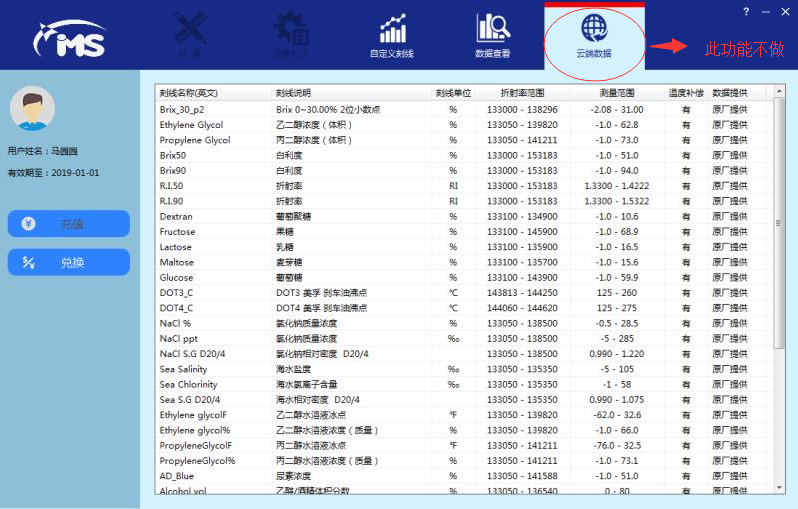 iMS
? — ×
自定义刻线 数据查看 云端数据
此功能不做
用户姓名：马园园
有效期至：2019-01-01
充值
兑换
刻线名称(英文) 刻线说明 刻线单位 折射率范围 测量范围 温度补偿 数据提供
Brix_30_p2 Brix 0~30.00% 2位小数点 % 133000 - 138296 -2.08 - 31.00 有 原厂提供
Ethylene Glycol 乙二醇浓度（体积） % 133050 - 139820 -1.0 - 62.8 有 原厂提供
Propylene Glycol 丙二醇浓度（体积） % 133050 - 141211 -1.0 - 73.0 有 原厂提供
Brix50 白利度 % 133000 - 153183 -1.0 - 51.0 有 原厂提供
Brix90 白利度 % 133000 - 153183 -1.0 - 94.0 有 原厂提供
R.I.50 折射率 RI 133000 - 153183 1.3300 - 1.4222 有 原厂提供
R.I.90 折射率 RI 133000 - 153183 1.3300 - 1.5322 有 原厂提供
Dextran 葡萄聚糖 % 133100 - 134900 -1.0 - 10.6 有 原厂提供
Fructose 果糖 % 133100 - 145900 -1.0 - 68.9 有 原厂提供
Lactose 乳糖 % 133100 - 135900 -1.0 - 16.5 有 原厂提供
Maltose 麦芽糖 % 133100 - 135700 -1.0 - 15.6 有 原厂提供
Glucose 葡萄糖 % 133100 - 143900 -1.0 - 59.9 有 原厂提供
DOT3_C DOT3 美孚 刹车油沸点 ℃ 143813 - 144250 125 - 260 有 原厂提供
DOT4_C DOT4 美孚 刹车油沸点 ℃ 144060 - 144620 125 - 275 有 原厂提供
NaCl % 氯化钠质量浓度 % 133050 - 138500 -0.5 - 28.5 有 原厂提供
NaCl ppt 氯化钠质量浓度 ‰ 133050 - 138500 -5 - 285 有 原厂提供
NaCl S.G D20/4 氯化钠相对密度 D20/4 133050 - 138500 0.990 - 1.220 有 原厂提供
Sea Salinity 海水盐度 ‰ 133050 - 135350 -5 - 105 有 原厂提供
Sea Chlorinity 海水氯离子含量 ‰ 133050 - 135350 -1 - 58 有 原厂提供
Sea S.G D20/4 海水相对密度 D20/4 133050 - 135350 0.990 - 1.075 有 原厂提供
Ethylene glycolF 乙二醇水溶液冰点 ℉ 133050 - 139820 -62.0 - 32.6 有 原厂提供
Ethylene glycol% 乙二醇水溶液浓度（质量） % 133050 - 139820 -1.0 - 66.0 有 原厂提供
PropyleneGlycolF 丙二醇水溶液冰点 ℉ 133050 - 141211 -76.0 - 32.5 有 原厂提供
PropyleneGlycol% 丙二醇水溶液浓度（质量） % 133050 - 141211 -1.0 - 73.1 有 原厂提供
AD_Blue 尿素浓度 % 133050 - 141588 -1.0 - 51.0 有 原厂提供
Alcohol vol 乙醇/酒精体积分数 % 133050 - 136540 0 - 80 有 原厂提供